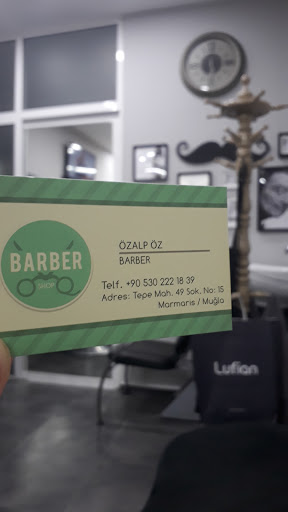 BARBER
SHOP
ÖZALP ÖZ
BARBER
Telf. +90 530 222 18 39
Adres: Tepe Mah. 49 Sok. No: 15
Marmaris / Muğla
Lufian